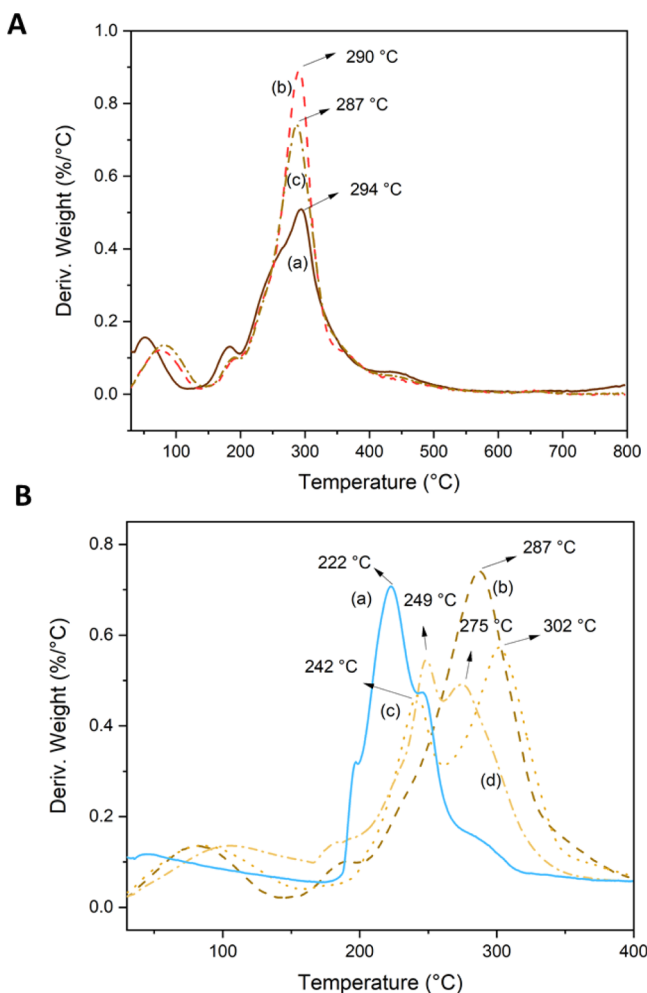 A
1.0
290 °C
(b)
0.8
287 °C
0.6
(c)
294 °C
0.4
(a)
0.2
0.0
Deriv. Weight (%/°C)
100 200 300 400 500 600 700 800
Temperature (°C)
B
0.8
287 °C
222 °C
(b)
(a)
249 °C
275 °C
302 °C
0.6
242 °C
(c)
0.4
(d)
0.2
0.0
Deriv. Weight (%/°C)
100 200 250 300 400
Temperature (°C)